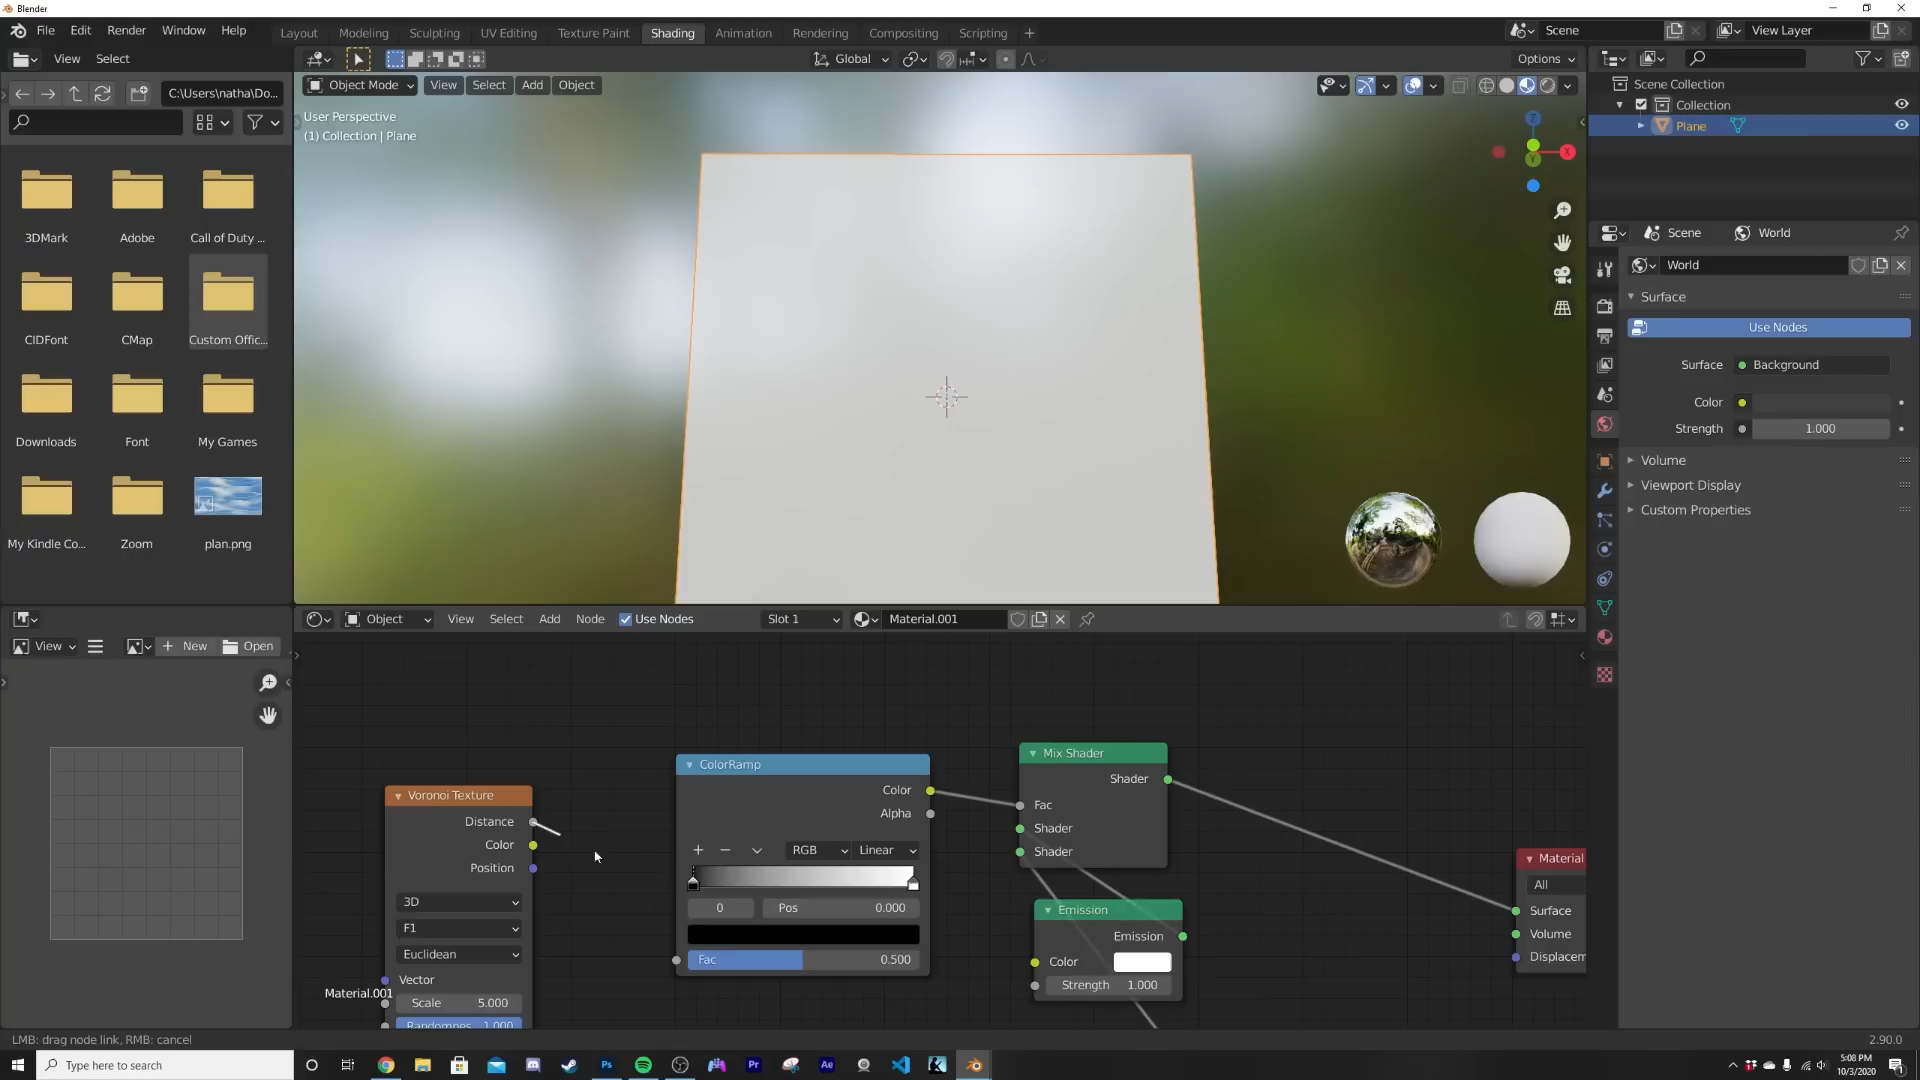 Blender
File Edit Render Window Help
Layout Modeling Sculpting UV Editing Texture Paint Shading Animation Rendering Compositing Scripting +
Scene
View Layer
View Select
Global
Options
C:\Users\natha\Do...
Object Mode View Select Add Object
User Perspective
(1) Collection | Plane
Z
X
Y
Scene Collection
Collection
Plane
3DMark Adobe Call of Duty ...
CIDFont CMap Custom Offic...
Downloads Font My Games
My Kindle Co... Zoom plan.png
Scene World
World
Surface
Use Nodes
Surface Background
Color
Strength 1.000
Volume
Viewport Display
Custom Properties
Object View Select Add Node Use Nodes Slot 1 Material.001
View + New Open
Voronoi Texture
Distance
Color
Position
3D
F1
Euclidean
Vector
Scale 5.000
Randomnes 1.000
Material.001
ColorRamp
Color
Alpha
+ − RGB Linear
0 Pos 0.000
Fac 0.500
Mix Shader
Shader
Fac
Shader
Shader
Emission
Emission
Color
Strength 1.000
Material
All
Surface
Volume
Displacem
LMB: drag node link, RMB: cancel
2.90.0
Type here to search
Ps
Pr
Ae
5:08 PM
10/3/2020